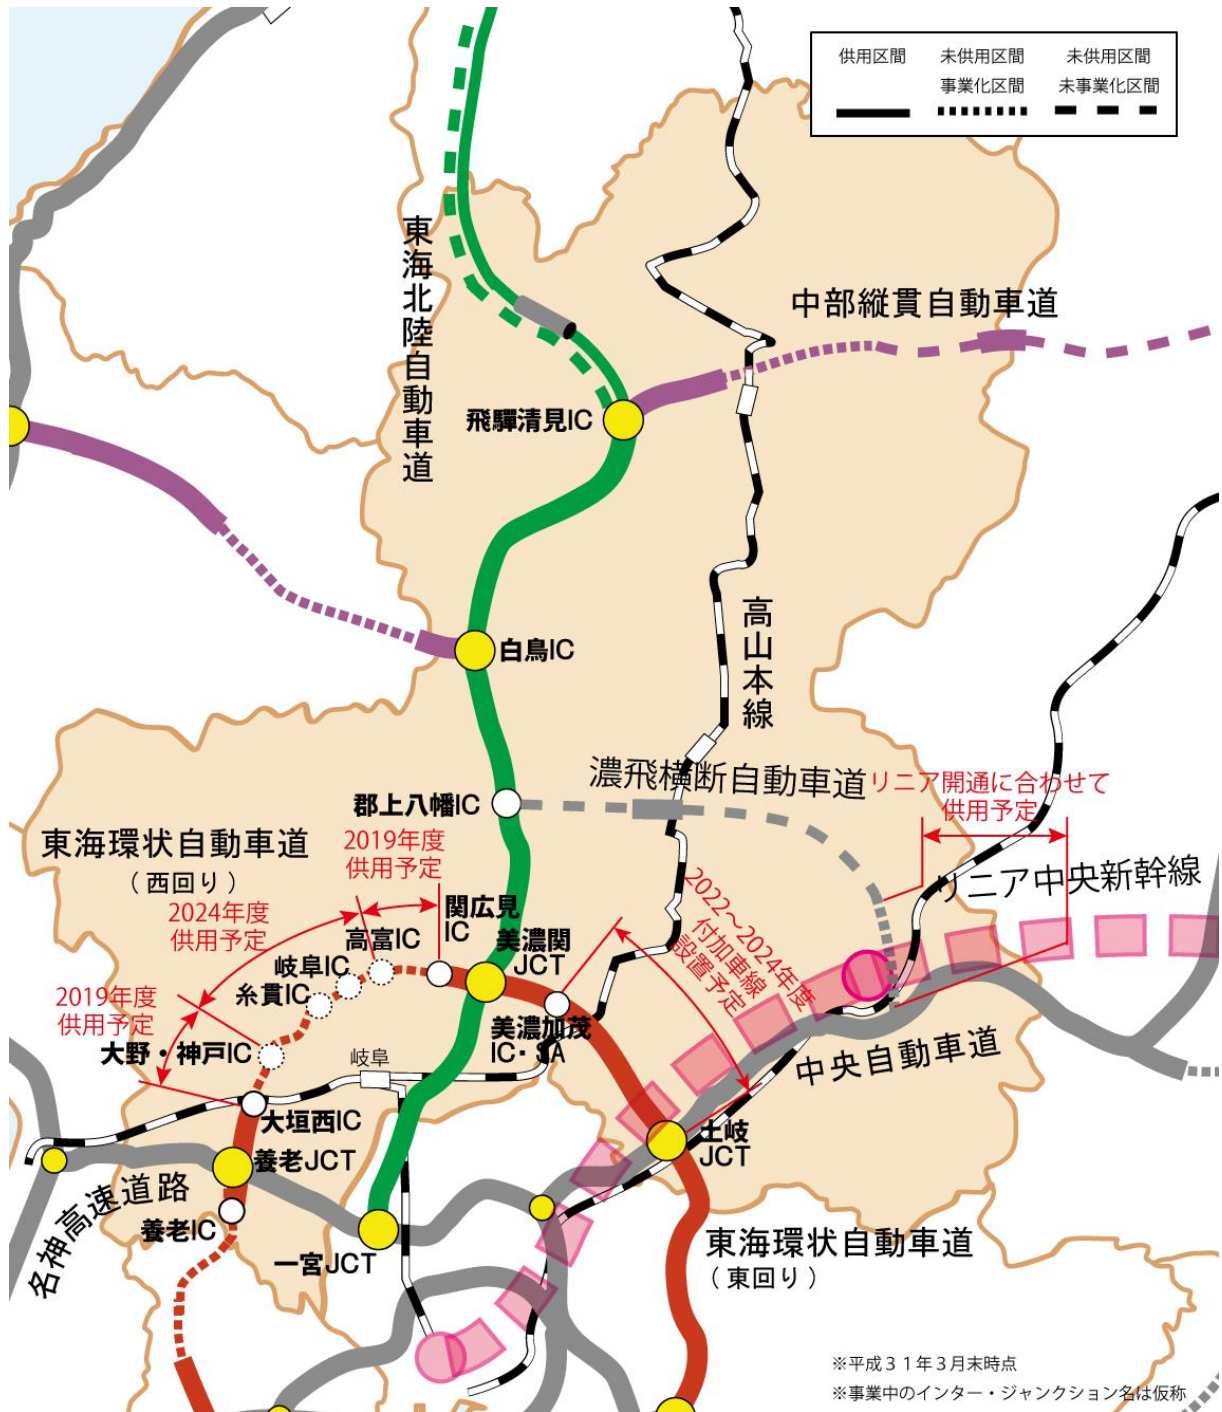 供用区間
未供用区間
事業化区間
未供用区間
未事業化区間
東海北陸自動車道
中部縦貫自動車道
飛驒清見IC
白鳥IC
高山本線
濃飛横断自動車道
リニア開通に合わせて
供用予定
郡上八幡IC
東海環状自動車道
（西回り）
2019年度
供用予定
リニア中央新幹線
関広見
IC
2024年度
供用予定
高富IC
美濃関
JCT
2022～2024年度
付加車線
設置予定
岐阜IC
糸貫IC
2019年度
供用予定
大野・神戸IC
美濃加茂
IC・SA
岐阜
中央自動車道
大垣西IC
土岐
JCT
養老JCT
名神高速道路
養老IC
一宮JCT
東海環状自動車道
（東回り）
※平成３１年３月末時点
※事業中のインター・ジャンクション名は仮称